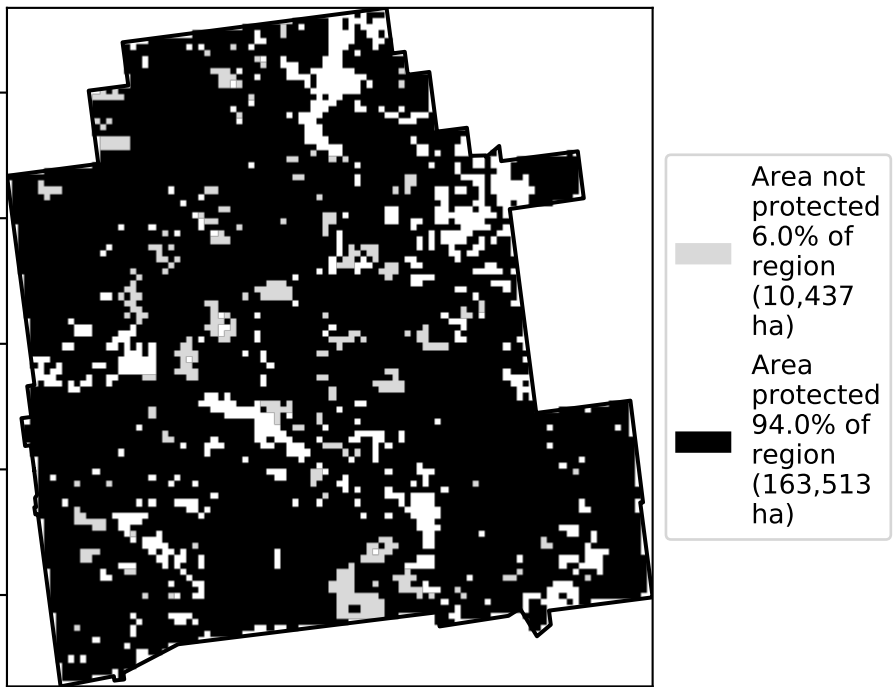 Area not
protected
6.0% of
region
(10,437
ha)
Area
protected
94.0% of
region
(163,513
ha)